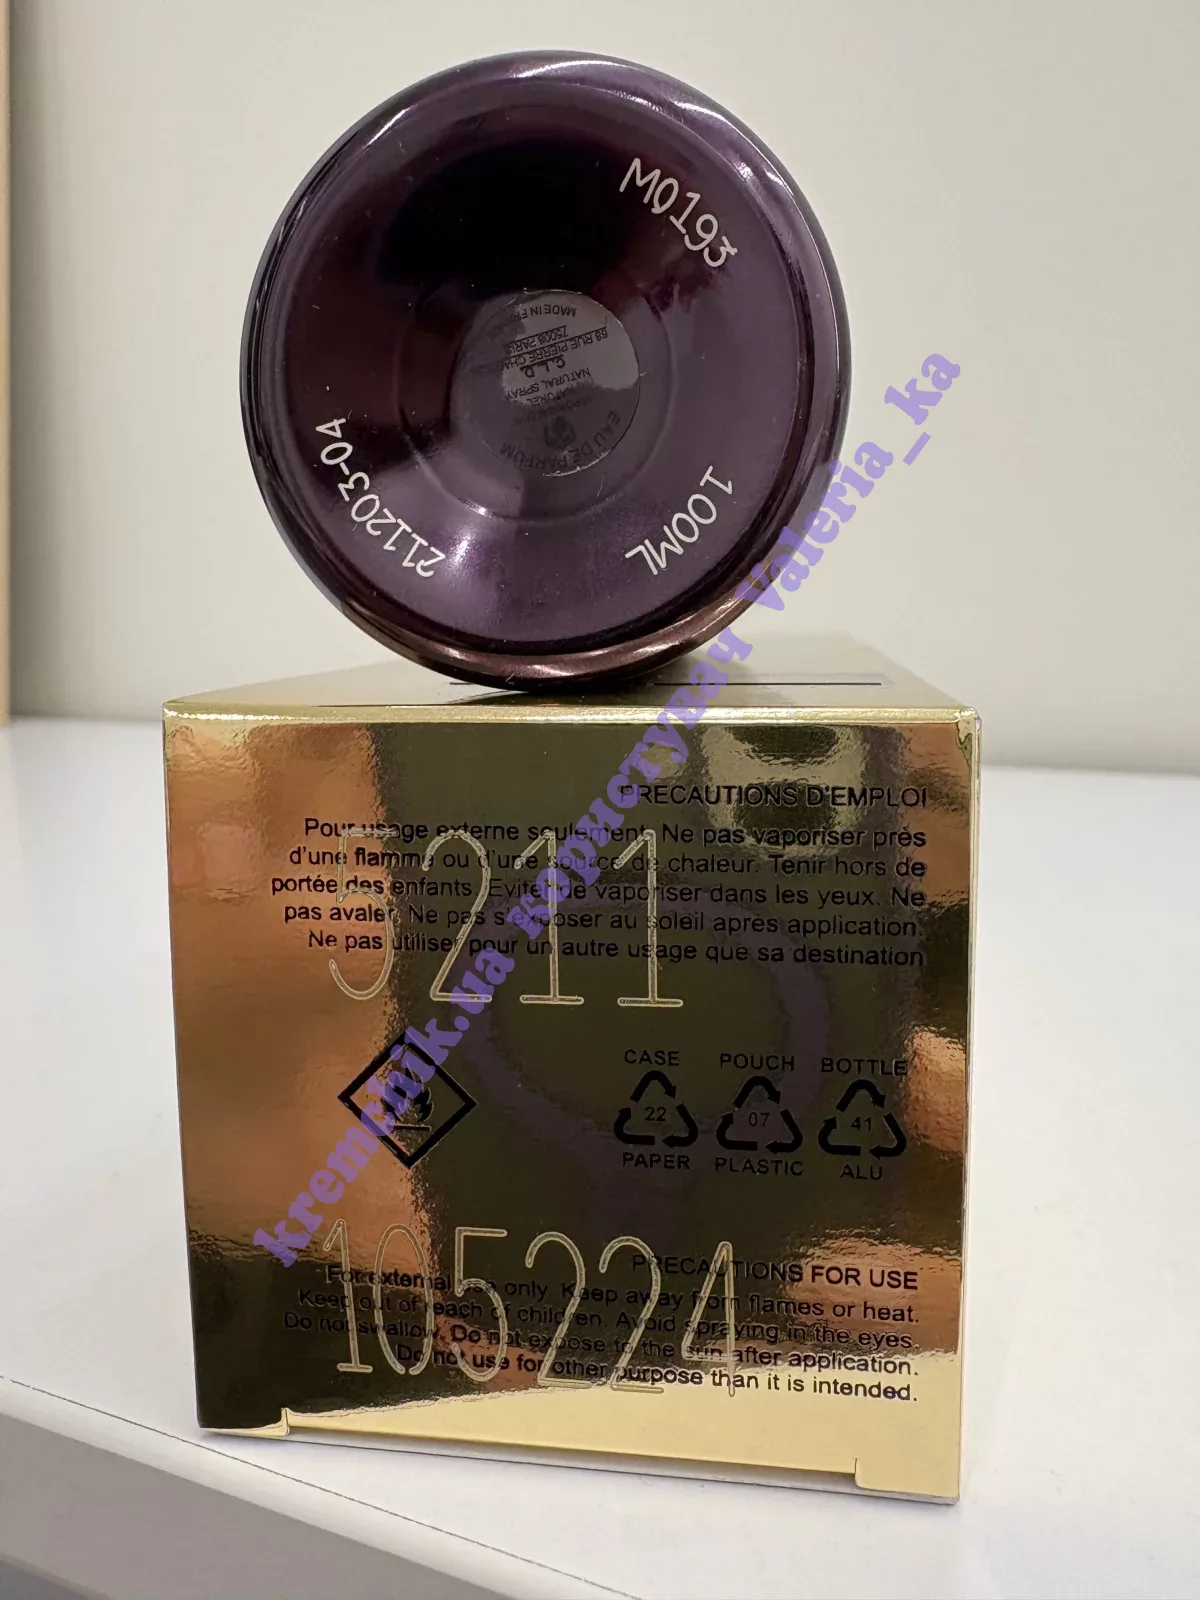 M0193
MADE IN
75008 PARIS
68 RUE PIERRE
C.L.D.
NATURAL SPRAY
EAU DE PARFUM
211203-04
100ML
PRECAUTIONS D'EMPLOI
Pour usage externe seulement. Ne pas vaporiser près
d'une flamme ou d'une source de chaleur. Tenir hors de
portée des enfants. Eviter de vaporiser dans les yeux. Ne
pas avaler. Ne pas s'exposer au soleil après application.
Ne pas utiliser pour un autre usage que sa destination
5211
CASE POUCH BOTTLE
22 07 41
PAPER PLASTIC ALU
PRECAUTIONS FOR USE
For external use only. Keep away from flames or heat.
Keep out of reach of children. Avoid spraying in the eyes.
Do not swallow. Do not expose to the sun after application.
Do not use for other purpose than it is intended.
105224
kremchik.ua користувач Valeria_ka